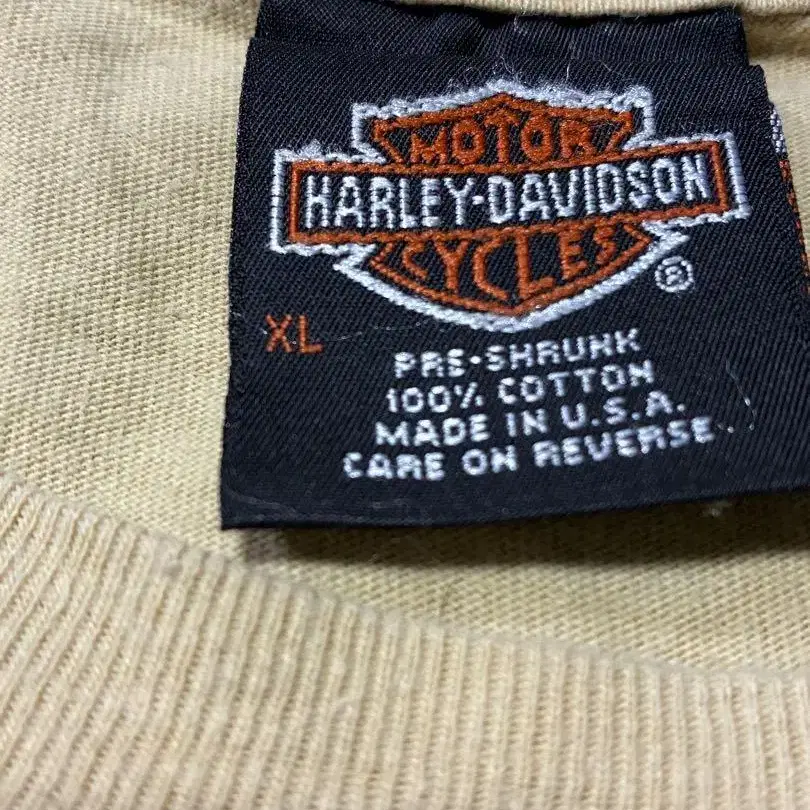 MOTOR
HARLEY-DAVIDSON
CYCLES
®
XL
PRE-SHRUNK
100% COTTON
MADE IN U.S.A.
CARE ON REVERSE